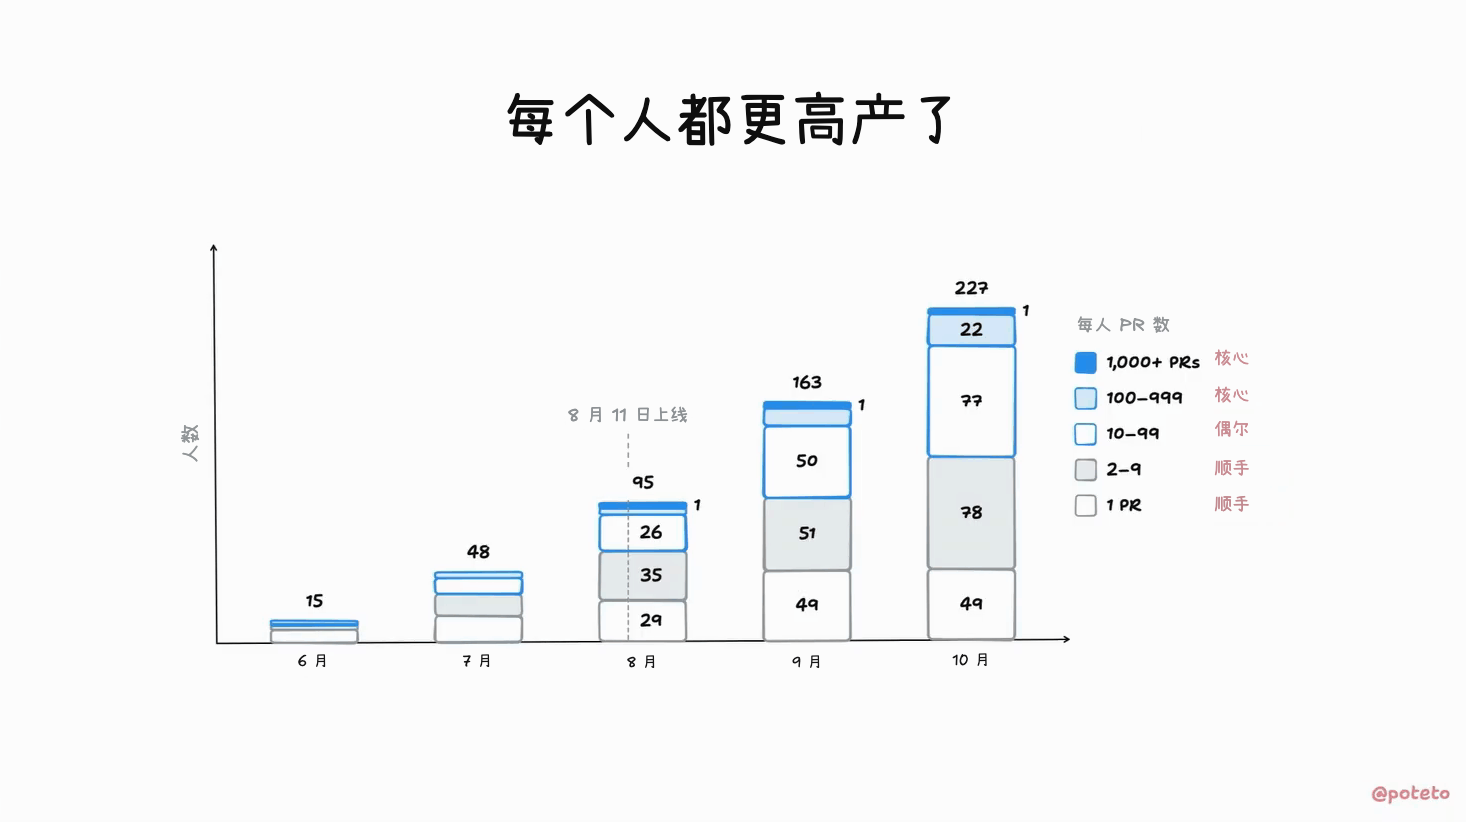 每个人都更高产了
人数
8 月 11 日上线
15
48
95
1
26
35
29
163
1
50
51
49
227
1
22
77
78
49
6 月
7 月
8 月
9 月
10 月
每人 PR 数
1,000+ PRs 核心
100–999 核心
10–99 偶尔
2–9 顺手
1 PR 顺手
@poteto